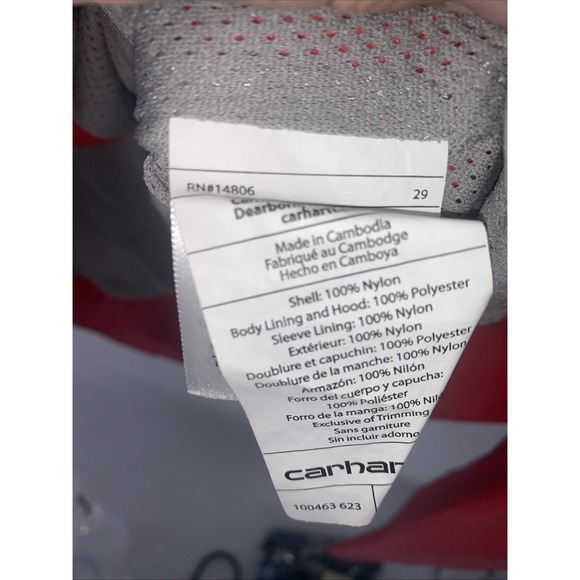 RN#14806 29
Dearborn
Made in Cambodia
Fabriqué au Cambodge
Hecho en Camboya
Shell: 100% Nylon
Body Lining and Hood: 100% Polyester
Sleeve Lining: 100% Nylon
Extérieur: 100% Nylon
Doublure et capuchin: 100% Polyester
Doublure de la manche: 100% Nylon
Armazón: 100% Nilón
Forro del cuerpo y capucha:
100% Poliéster
Forro de la manga: 100% Nil
Exclusive of Trimming
Sans garniture
Sin incluir adorno
carhar
100463 623